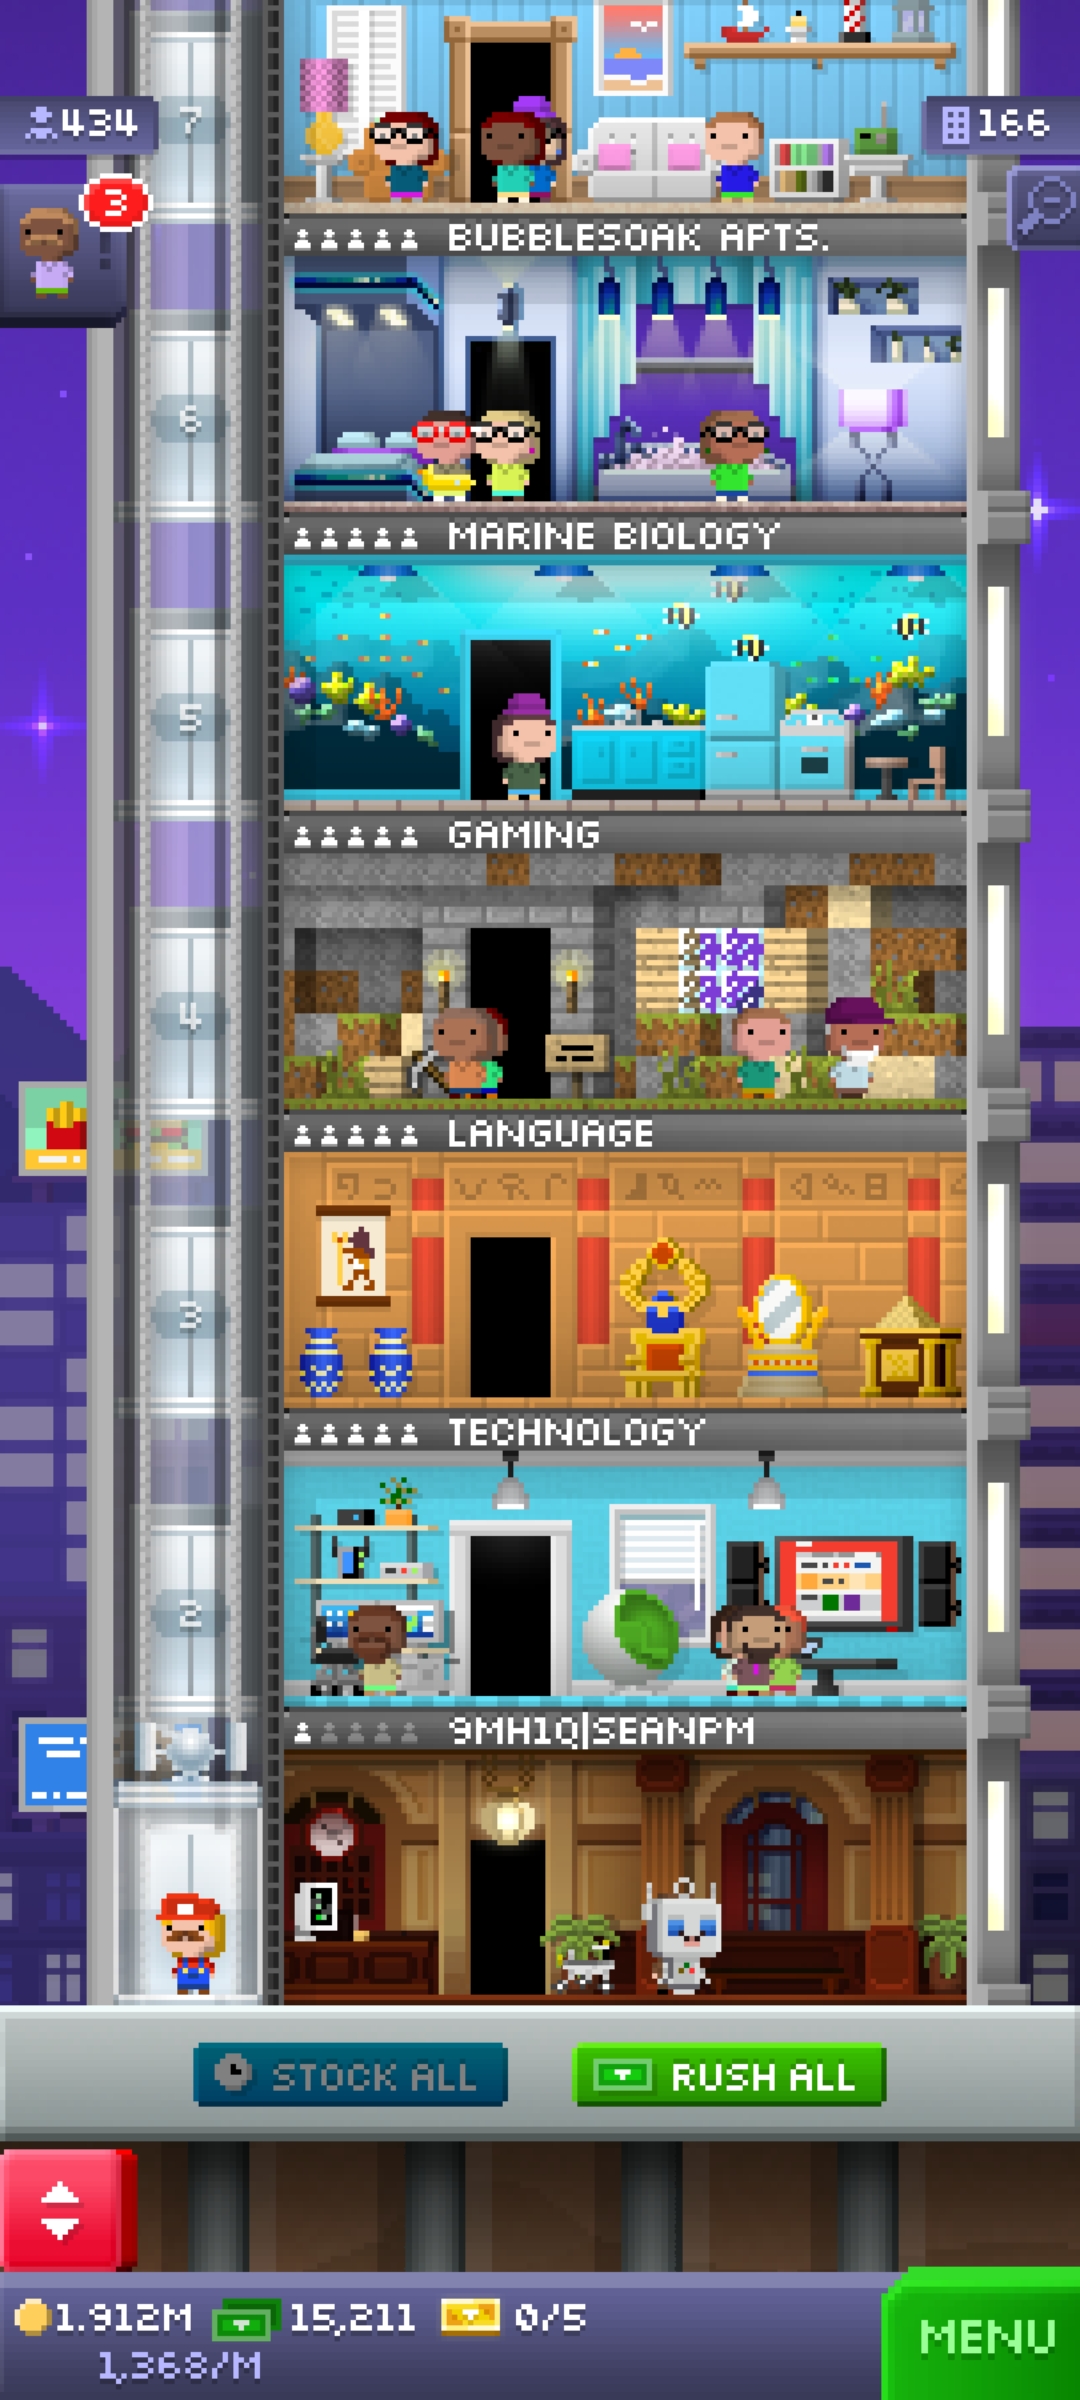 7
434
166
3
BUBBLESOAK APTS.
6
MARINE BIOLOGY
5
GAMING
4
LANGUAGE
3
TECHNOLOGY
2
9MH1Q|SEANPM
STOCK ALL
RUSH ALL
1.912M 15,211 0/5
1,368/M
MENU